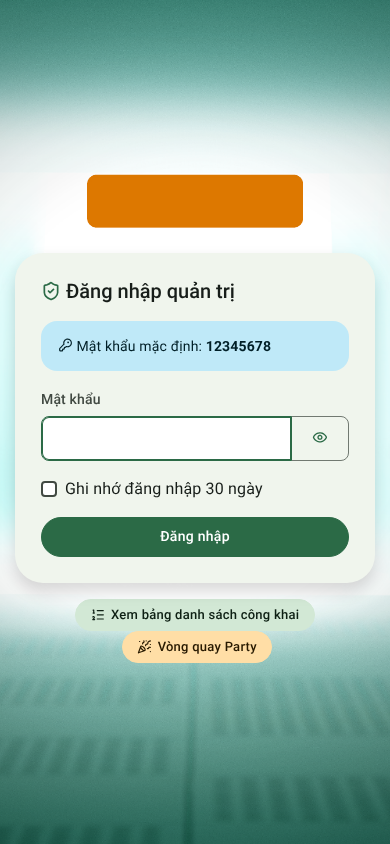 Đăng nhập quản trị
Mật khẩu mặc định: 12345678
Mật khẩu
Ghi nhớ đăng nhập 30 ngày
Đăng nhập
Xem bảng danh sách công khai
Vòng quay Party